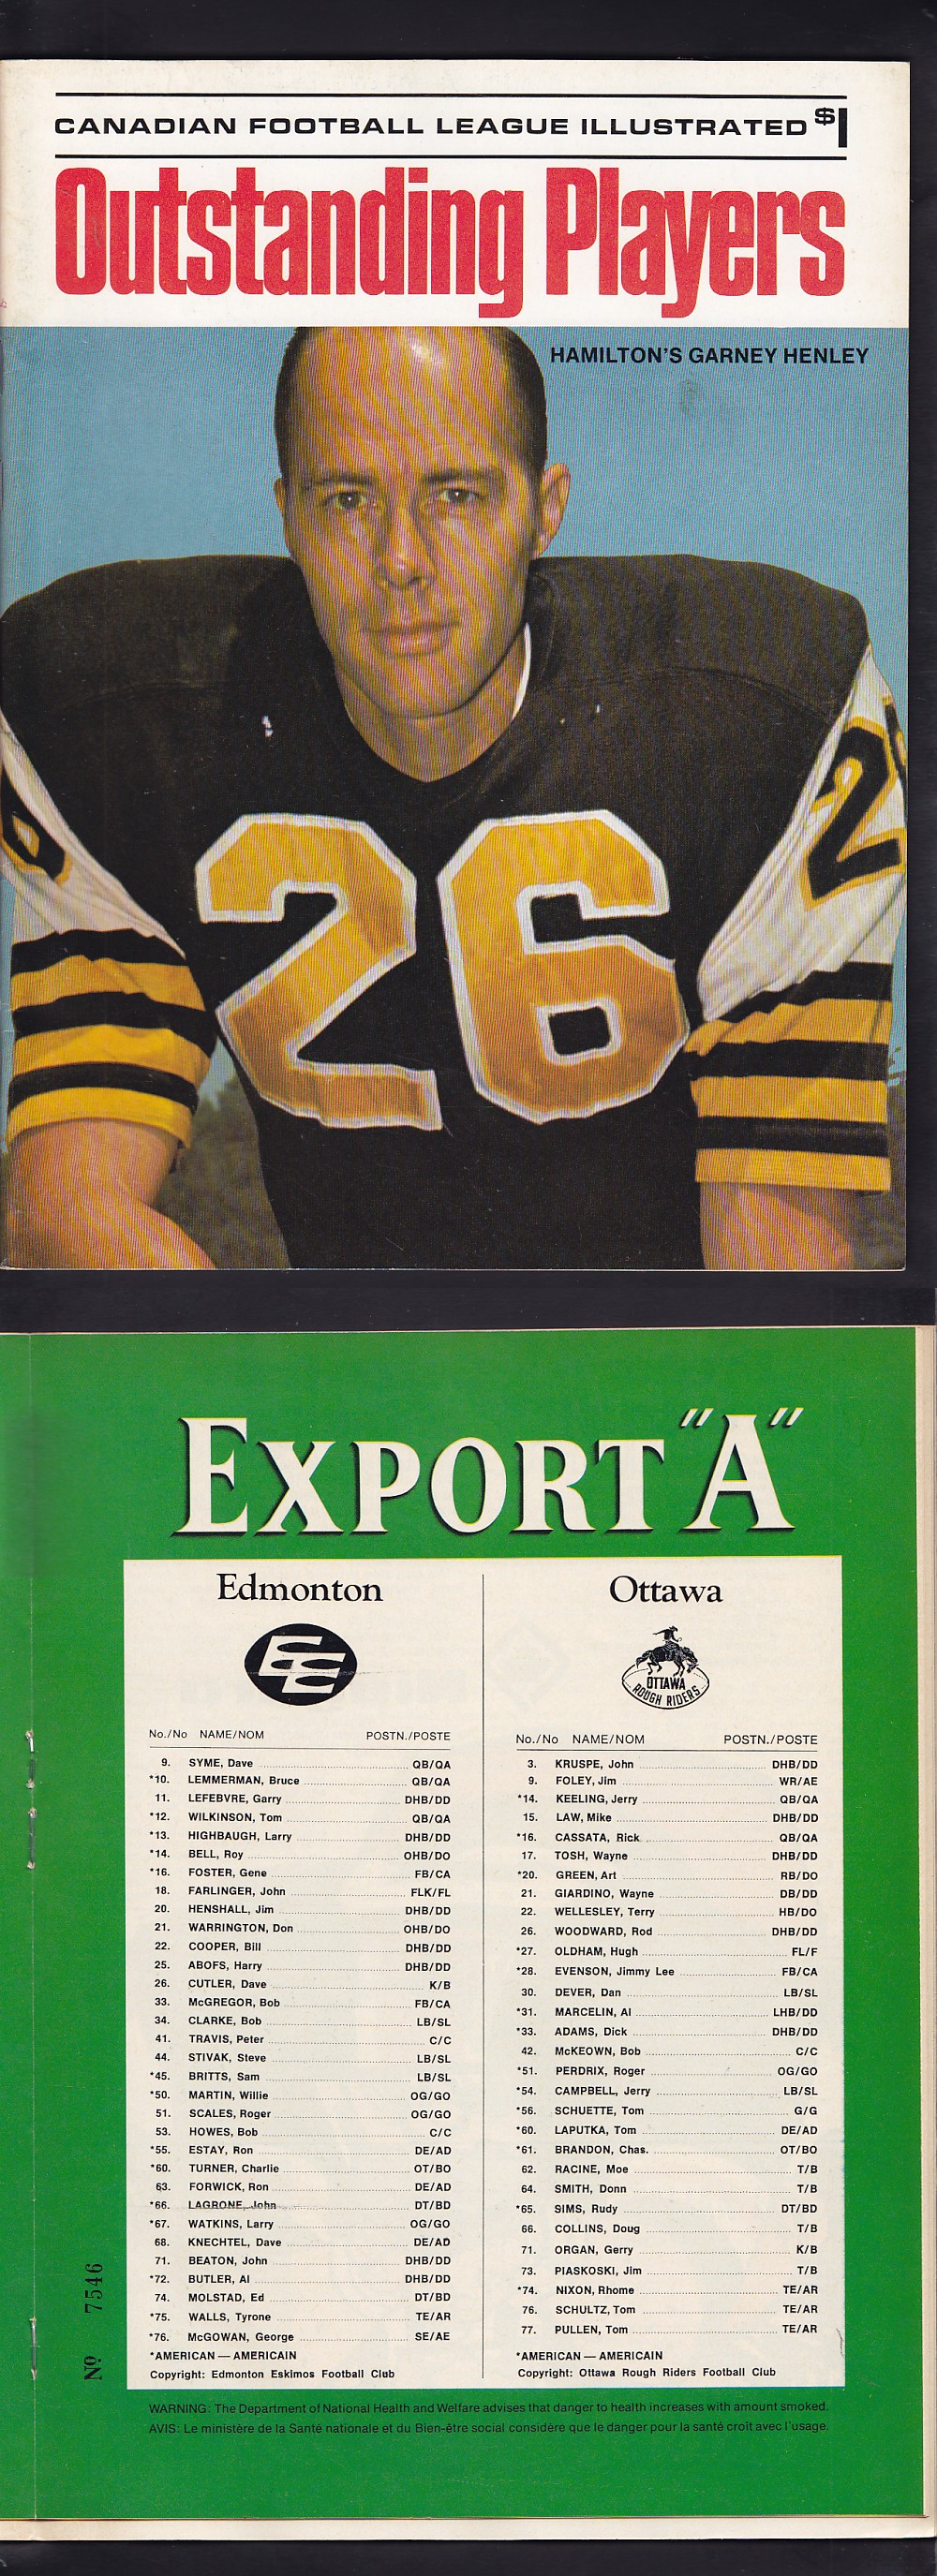 CANADIAN FOOTBALL LEAGUE ILLUSTRATED $1
Outstanding Players
HAMILTON'S GARNEY HENLEY
26
2
EXPORT "A"
Edmonton
EE
No./No NAME/NOM POSTN./POSTE
9. SYME, Dave QB/QA
*10. LEMMERMAN, Bruce QB/QA
11. LEFEBVRE, Garry DHB/DD
*12. WILKINSON, Tom QB/QA
*13. HIGHBAUGH, Larry DHB/DD
*14. BELL, Roy OHB/DO
*16. FOSTER, Gene FB/CA
18. FARLINGER, John FLK/FL
20. HENSHALL, Jim DHB/DD
21. WARRINGTON, Don OHB/DO
22. COOPER, Bill DHB/DD
25. ABOFS, Harry DHB/DD
26. CUTLER, Dave K/B
33. McGREGOR, Bob FB/CA
34. CLARKE, Bob LB/SL
41. TRAVIS, Peter C/C
44. STIVAK, Steve LB/SL
*45. BRITTS, Sam LB/SL
*50. MARTIN, Willie OG/GO
51. SCALES, Roger OG/GO
53. HOWES, Bob C/C
*55. ESTAY, Ron DE/AD
*60. TURNER, Charlie OT/BO
63. FORWICK, Ron DE/AD
*66. LAGRONE, John DT/BD
*67. WATKINS, Larry OG/GO
68. KNECHTEL, Dave DE/AD
71. BEATON, John DHB/DD
*72. BUTLER, Al DHB/DD
74. MOLSTAD, Ed DT/BD
*75. WALLS, Tyrone TE/AR
*76. McGOWAN, George SE/AE
*AMERICAN — AMERICAIN
Copyright: Edmonton Eskimos Football Club
Ottawa
OTTAWA
ROUGH RIDERS
No./No NAME/NOM POSTN./POSTE
3. KRUSPE, John DHB/DD
9. FOLEY, Jim WR/AE
*14. KEELING, Jerry QB/QA
15. LAW, Mike DHB/DD
*16. CASSATA, Rick QB/QA
17. TOSH, Wayne DHB/DD
*20. GREEN, Art RB/DO
21. GIARDINO, Wayne DB/DD
22. WELLESLEY, Terry HB/DO
26. WOODWARD, Rod DHB/DD
*27. OLDHAM, Hugh FL/F
*28. EVENSON, Jimmy Lee FB/CA
30. DEVER, Dan LB/SL
*31. MARCELIN, Al LHB/DD
*33. ADAMS, Dick DHB/DD
42. McKEOWN, Bob C/C
*51. PERDRIX, Roger OG/GO
*54. CAMPBELL, Jerry LB/SL
*56. SCHUETTE, Tom G/G
*60. LAPUTKA, Tom DE/AD
*61. BRANDON, Chas. OT/BO
62. RACINE, Moe T/B
64. SMITH, Donn T/B
*65. SIMS, Rudy DT/BD
66. COLLINS, Doug T/B
71. ORGAN, Gerry K/B
73. PIASKOSKI, Jim T/B
*74. NIXON, Rhome TE/AR
76. SCHULTZ, Tom TE/AR
77. PULLEN, Tom TE/AR
*AMERICAN — AMERICAIN
Copyright: Ottawa Rough Riders Football Club
Nº 7546
WARNING: The Department of National Health and Welfare advises that danger to health increases with amount smoked.
AVIS: Le ministère de la Santé nationale et du Bien-être social considère que le danger pour la santé croît avec l'usage.